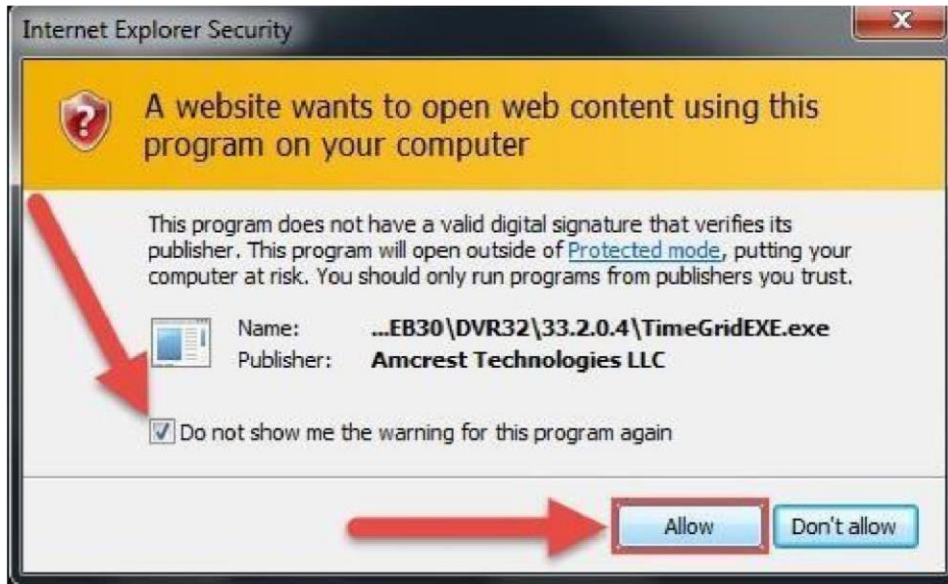 Internet Explorer Security
A website wants to open web content using this
program on your computer
This program does not have a valid digital signature that verifies its
publisher. This program will open outside of Protected mode, putting your
computer at risk. You should only run programs from publishers you trust.
Name: ...EB30\DVR32\33.2.0.4\TimeGridEXE.exe
Publisher: Amcrest Technologies LLC
Do not show me the warning for this program again
Allow Don't allow